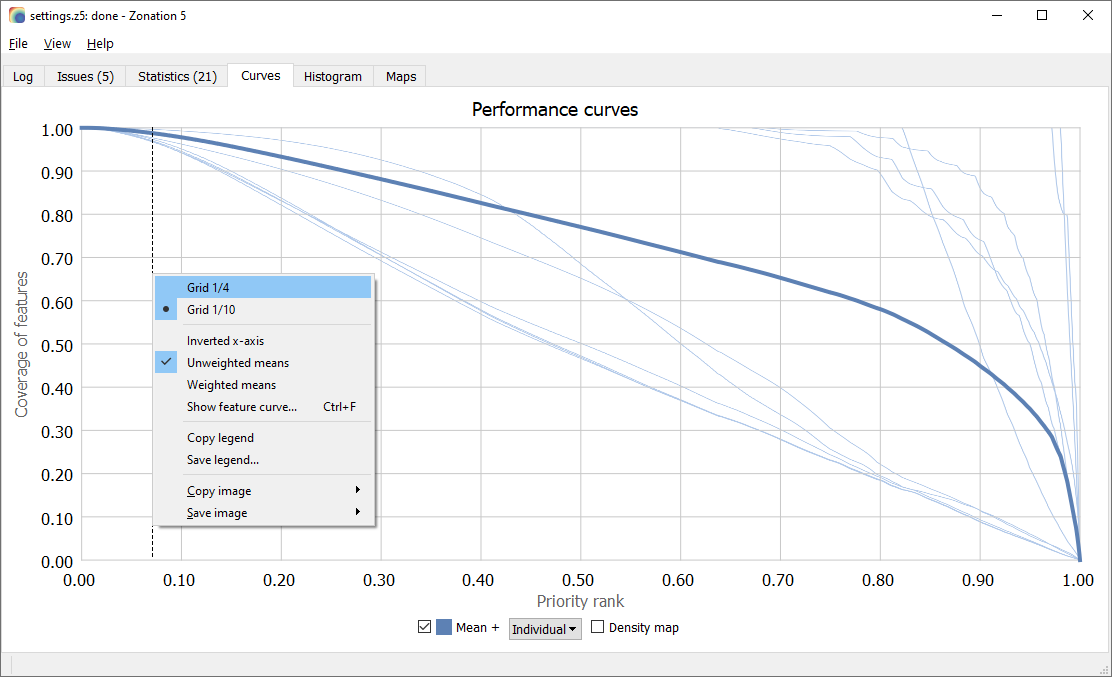 settings.z5: done - Zonation 5
File View Help
Log Issues (5) Statistics (21) Curves Histogram Maps
Performance curves
1.00
0.90
0.80
0.70
0.60
0.50
0.40
0.30
0.20
0.10
0.00
Coverage of features
Grid 1/4
Grid 1/10
Inverted x-axis
Unweighted means
Weighted means
Show feature curve... Ctrl+F
Copy legend
Save legend...
Copy image
Save image
0.00 0.10 0.20 0.30 0.40 0.50 0.60 0.70 0.80 0.90 1.00
Priority rank
Mean + Individual Density map